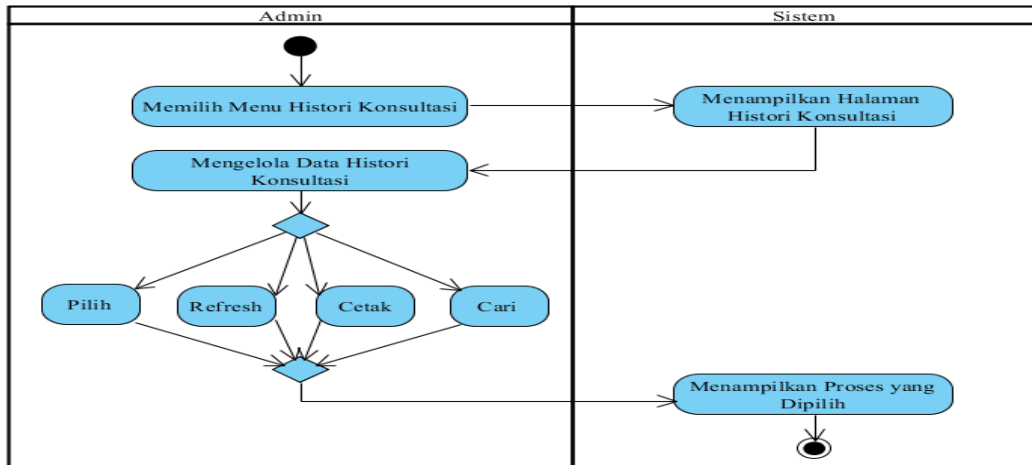 Admin
Sistem
Memilih Menu Histori Konsultasi
Menampilkan Halaman
Histori Konsultasi
Mengelola Data Histori
Konsultasi
Pilih
Refresh
Cetak
Cari
Menampilkan Proses yang
Dipilih